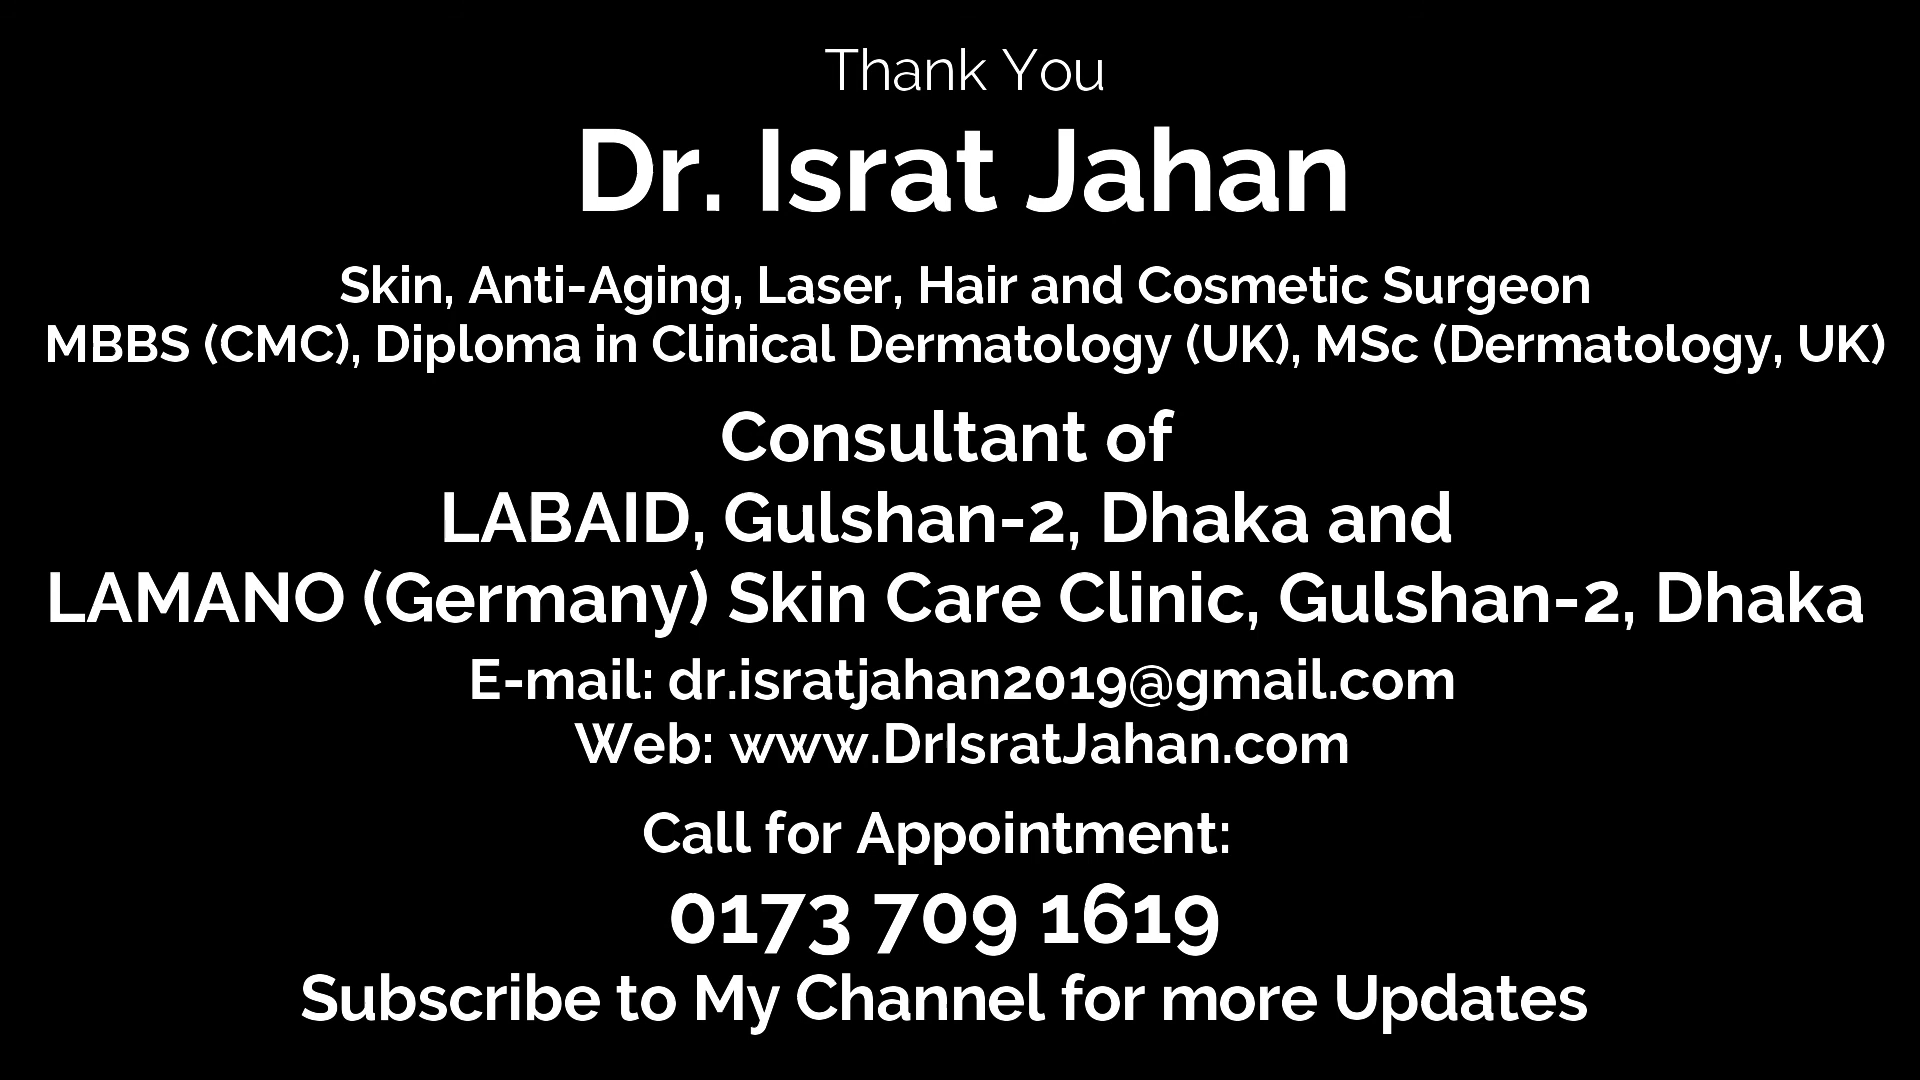 Thank You
Dr. Israt Jahan
Skin, Anti-Aging, Laser, Hair and Cosmetic Surgeon
MBBS (CMC), Diploma in Clinical Dermatology (UK), MSc (Dermatology, UK)
Consultant of
LABAID, Gulshan-2, Dhaka and
LAMANO (Germany) Skin Care Clinic, Gulshan-2, Dhaka
E-mail: dr.isratjahan2019@gmail.com
Web: www.DrIsratJahan.com
Call for Appointment:
0173 709 1619
Subscribe to My Channel for more Updates